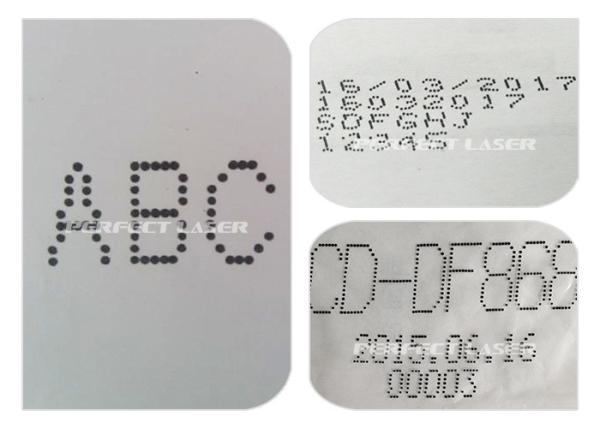 ABC
PERFECT LASER
16/03/2017
16032017
SDFGHJ
12345
PERFECT LASER
CD-DF868
2015.06.16
PERFECT LASER
00003